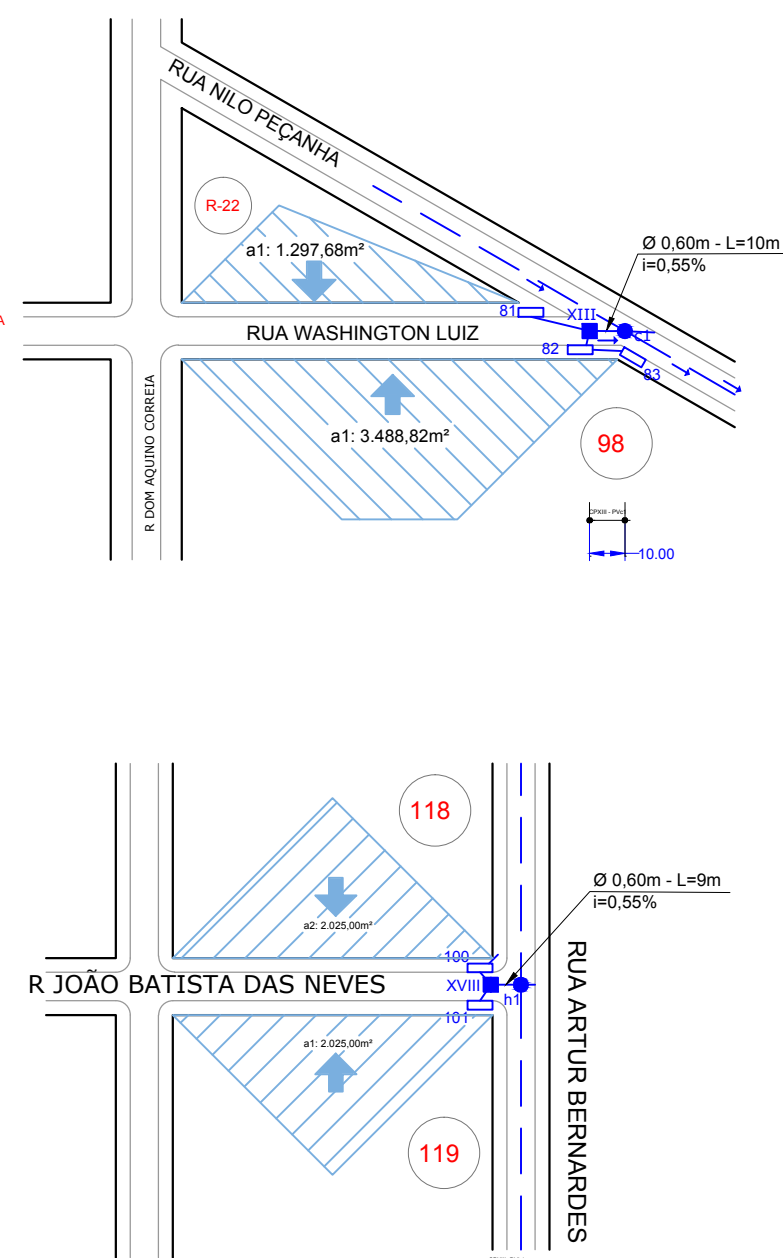 RUA NILO PEÇANHA
R-22
a1: 1.297,68m²
Ø 0,60m - L=10m
i=0,55%
81
XIII
A
RUA WASHINGTON LUIZ
c1
82
83
R DOM AQUINO CORREIA
a1: 3.488,82m²
98
CPXIII - PVc1
10.00
118
Ø 0,60m - L=9m
i=0,55%
a2: 2.025,00m²
100
R JOÃO BATISTA DAS NEVES
XVIII
h1
101
RUA ARTUR BERNARDES
a1: 2.025,00m²
119